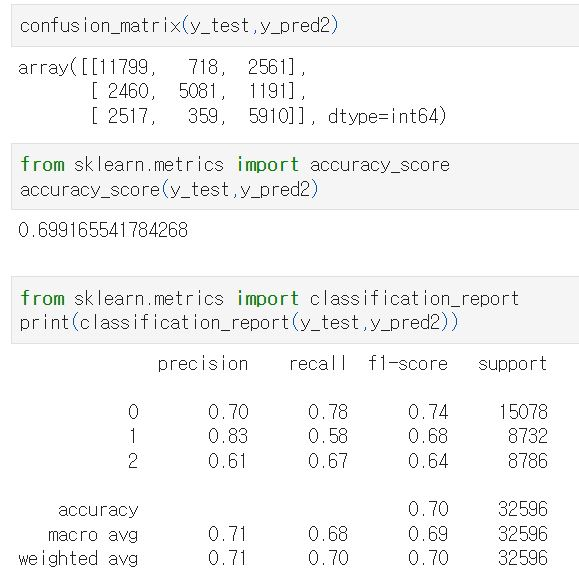 confusion_matrix(y_test,y_pred2)
array([[11799, 718, 2561],
[ 2460, 5081, 1191],
[ 2517, 359, 5910]], dtype=int64)
from sklearn.metrics import accuracy_score
accuracy_score(y_test,y_pred2)
0.699165541784268
from sklearn.metrics import classification_report
print(classification_report(y_test,y_pred2))
precision recall f1-score support
0 0.70 0.78 0.74 15078
1 0.83 0.58 0.68 8732
2 0.61 0.67 0.64 8786
accuracy 0.70 32596
macro avg 0.71 0.68 0.69 32596
weighted avg 0.71 0.70 0.70 32596